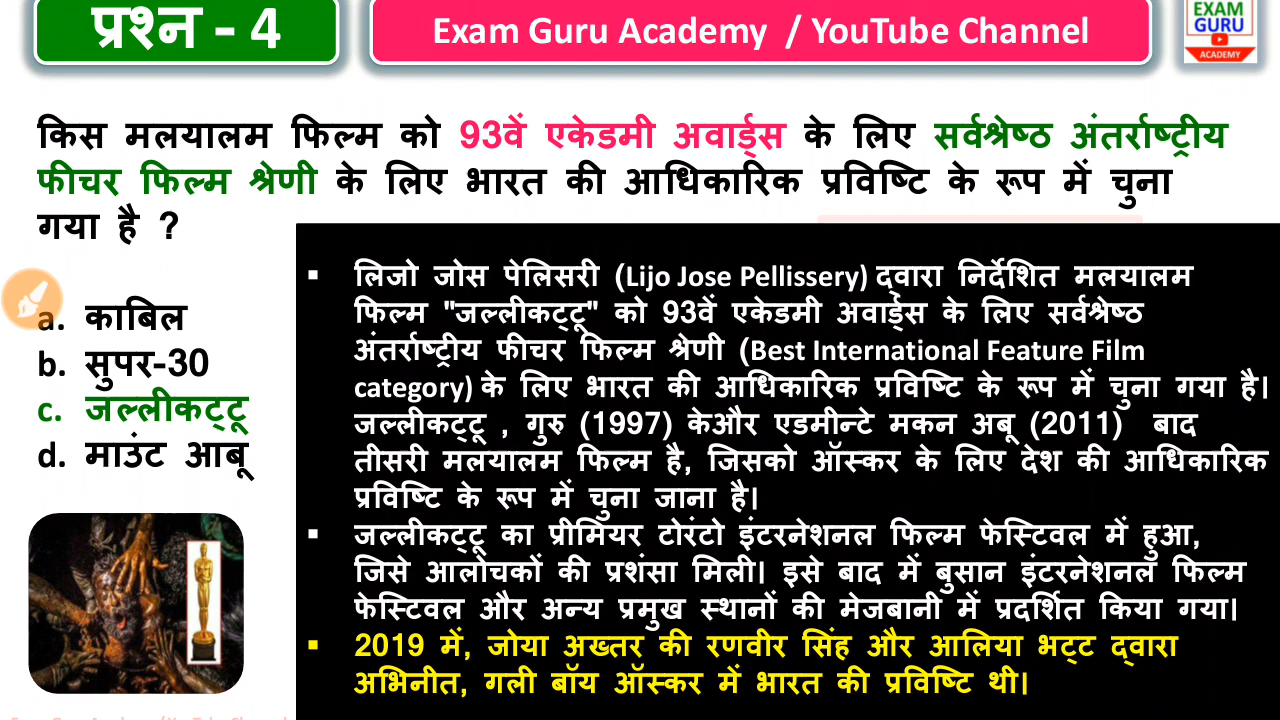 प्रश्न - 4
Exam Guru Academy / YouTube Channel
EXAM
GURU
ACADEMY
किस मलयालम फिल्म को 93वें एकेडमी अवार्ड्स के लिए सर्वश्रेष्ठ अंतर्राष्ट्रीय
फीचर फिल्म श्रेणी के लिए भारत की आधिकारिक प्रविष्टि के रूप में चुना
गया है ?
a. काबिल
b. सुपर-30
c. जल्लीकट्टू
d. माउंट आबू
▪ लिजो जोस पेलिसरी (Lijo Jose Pellissery) द्वारा निर्देशित मलयालम
फिल्म "जल्लीकट्टू" को 93वें एकेडमी अवार्ड्स के लिए सर्वश्रेष्ठ
अंतर्राष्ट्रीय फीचर फिल्म श्रेणी (Best International Feature Film
category) के लिए भारत की आधिकारिक प्रविष्टि के रूप में चुना गया है।
जल्लीकट्टू , गुरु (1997) केऔर एडमीन्टे मकन अबू (2011) बाद
तीसरी मलयालम फिल्म है, जिसको ऑस्कर के लिए देश की आधिकारिक
प्रविष्टि के रूप में चुना जाना है।
▪ जल्लीकट्टू का प्रीमियर टोरंटो इंटरनेशनल फिल्म फेस्टिवल में हुआ,
जिसे आलोचकों की प्रशंसा मिली। इसे बाद में बुसान इंटरनेशनल फिल्म
फेस्टिवल और अन्य प्रमुख स्थानों की मेजबानी में प्रदर्शित किया गया।
▪ 2019 में, जोया अख्तर की रणवीर सिंह और आलिया भट्ट द्वारा
अभिनीत, गली बॉय ऑस्कर में भारत की प्रविष्टि थी।